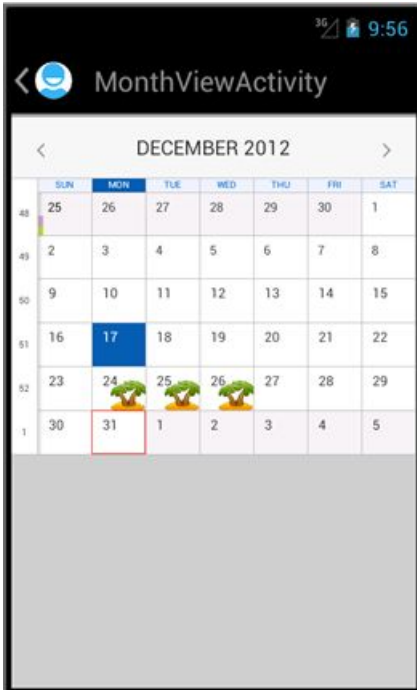 3G 9:56
MonthViewActivity
< DECEMBER 2012 >
SUN MON TUE WED THU FRI SAT
48 25 26 27 28 29 30 1
49 2 3 4 5 6 7 8
50 9 10 11 12 13 14 15
51 16 17 18 19 20 21 22
52 23 24 25 26 27 28 29
1 30 31 1 2 3 4 5